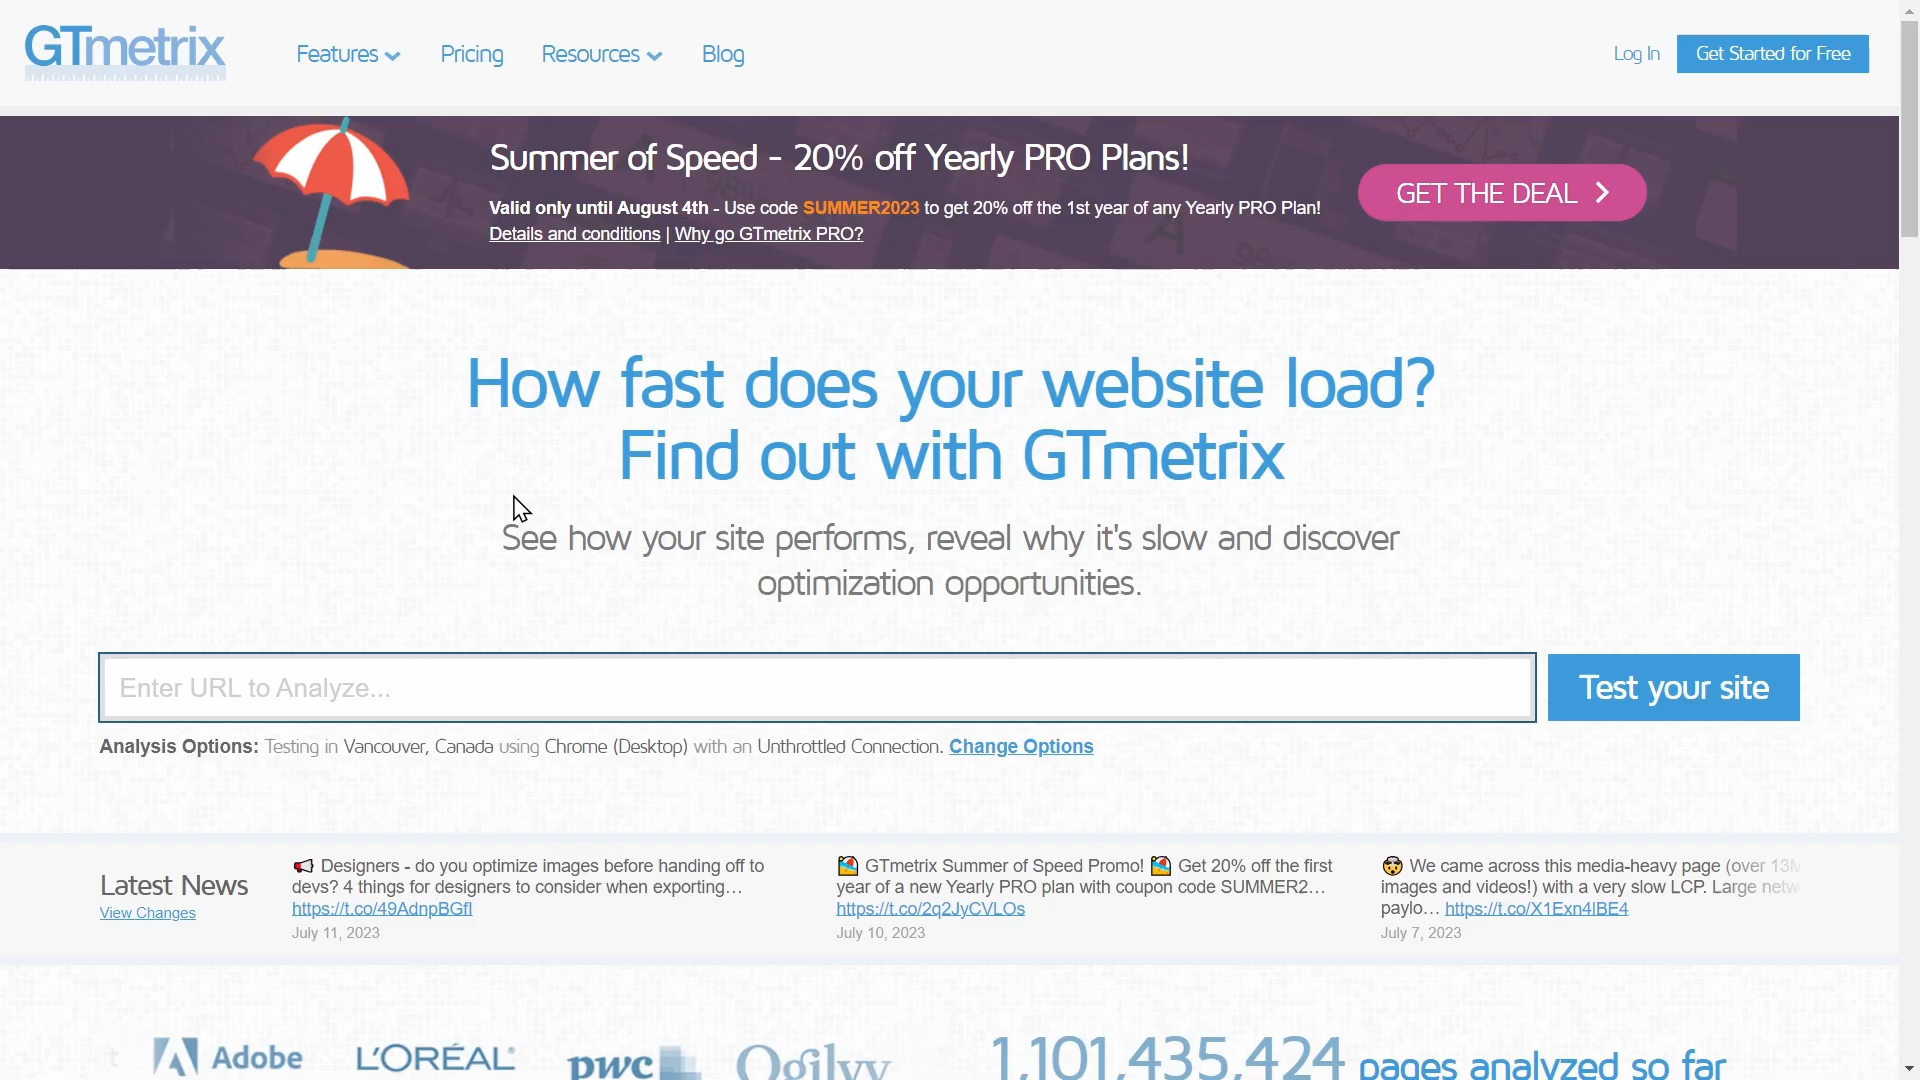 GTmetrix
Features
Pricing
Resources
Blog
Log In
Get Started for Free
Summer of Speed - 20% off Yearly PRO Plans!
Valid only until August 4th - Use code SUMMER2023 to get 20% off the 1st year of any Yearly PRO Plan!
Details and conditions | Why go GTmetrix PRO?
GET THE DEAL
How fast does your website load?
Find out with GTmetrix
See how your site performs, reveal why it's slow and discover
optimization opportunities.
Enter URL to Analyze...
Test your site
Analysis Options: Testing in Vancouver, Canada using Chrome (Desktop) with an Unthrottled Connection. Change Options
Latest News
View Changes
Designers - do you optimize images before handing off to
devs? 4 things for designers to consider when exporting…
https://t.co/49AdnpBGfl
July 11, 2023
GTmetrix Summer of Speed Promo! Get 20% off the first
year of a new Yearly PRO plan with coupon code SUMMER2…
https://t.co/2q2JyCVLOs
July 10, 2023
We came across this media-heavy page (over 13M
images and videos!) with a very slow LCP. Large netw
paylo… https://t.co/X1Exn4IBE4
July 7, 2023
Adobe
L'ORÉAL
pwc
Ogilvy
1,101,435,424 pages analyzed so far